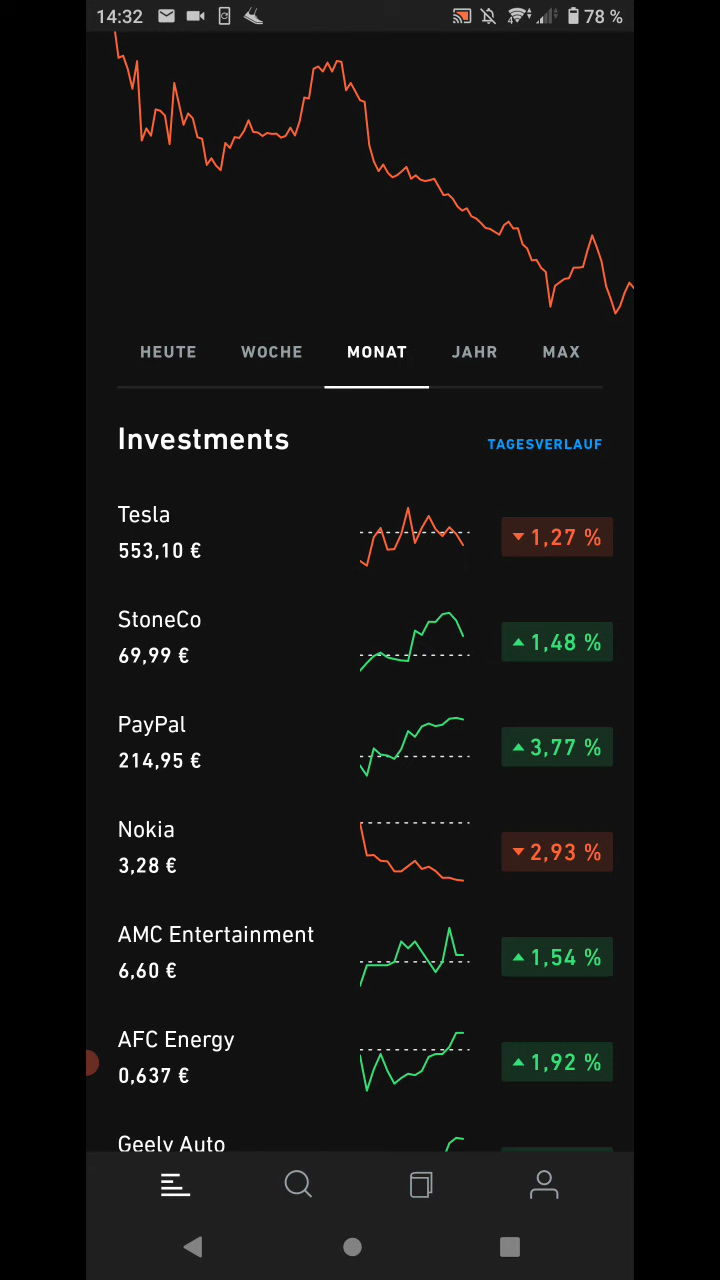 14:32
78 %
HEUTE WOCHE MONAT JAHR MAX
Investments
TAGESVERLAUF
Tesla
553,10 €
1,27 %
StoneCo
69,99 €
1,48 %
PayPal
214,95 €
3,77 %
Nokia
3,28 €
2,93 %
AMC Entertainment
6,60 €
1,54 %
AFC Energy
0,637 €
1,92 %
Geely Auto